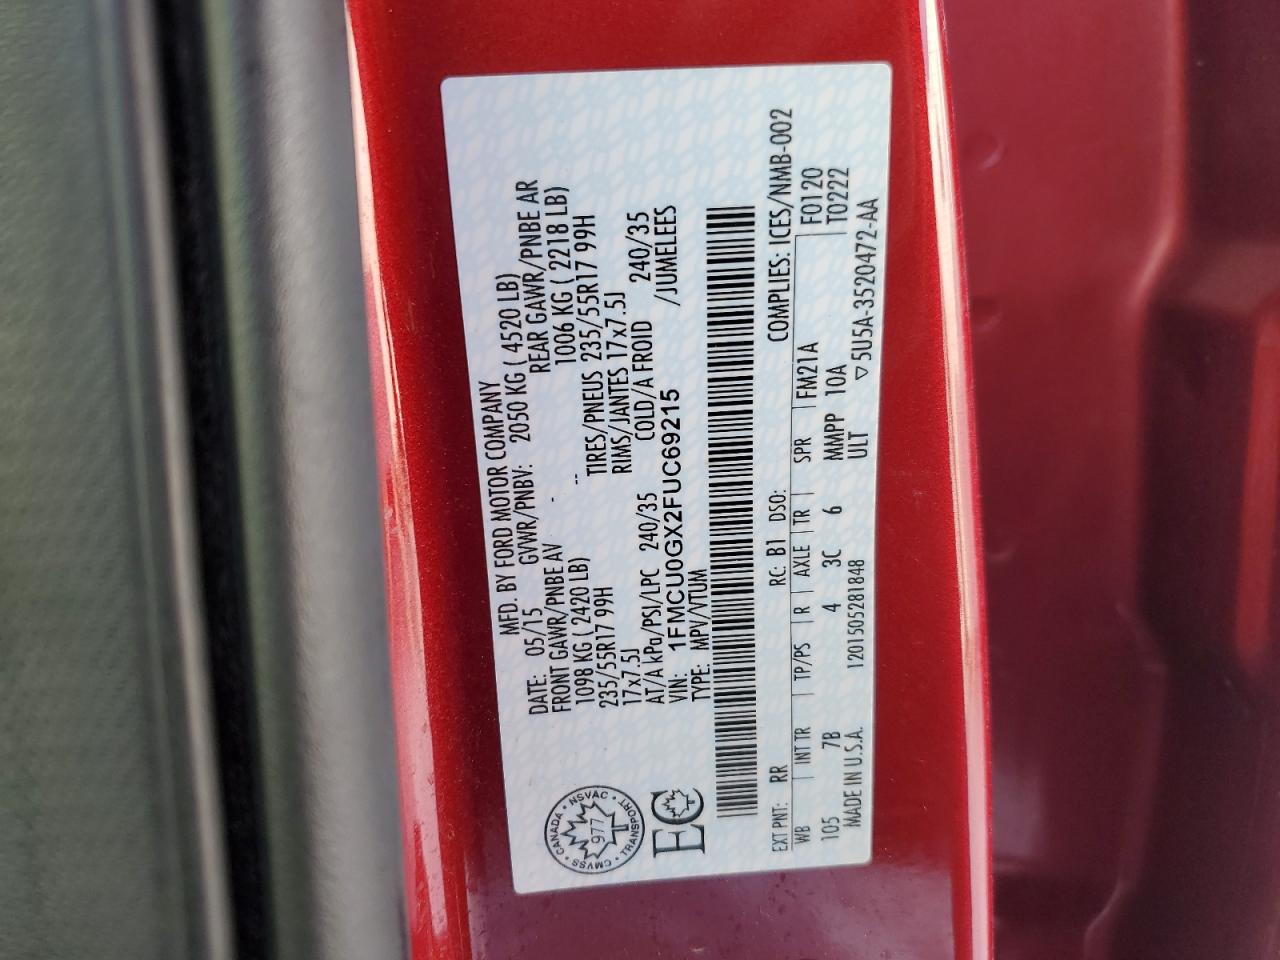 MFD. BY FORD MOTOR COMPANY
DATE: 05/15 GVWR/PNBV: 2050 KG ( 4520 LB)
FRONT GAWR/PNBE AV REAR GAWR/PNBE AR
1098 KG ( 2420 LB) - 1006 KG ( 2218 LB)
235/55R17 99H -- TIRES/PNEUS 235/55R17 99H
17x7.5J RIMS/JANTES 17x7.5J
AT/A kPa/PSI/LPC 240/35 COLD/A FROID 240/35
VIN: 1FMCU0GX2FUC69215 /JUMELEES
TYPE: MPV/VTUM
CANADA • NSVAC • TRANSPORT • CMVSS •
977
EC
COMPLIES: ICES/NMB-002
EXT PNT: RR RC: B1 DSO:
WB INT TR TP/PS R AXLE TR SPR FM21A F0120
105 7B 4 3C 6 MMPP 10A T0222
MADE IN U.S.A. 1201505281848 ULT ▽5U5A-3520472-AA